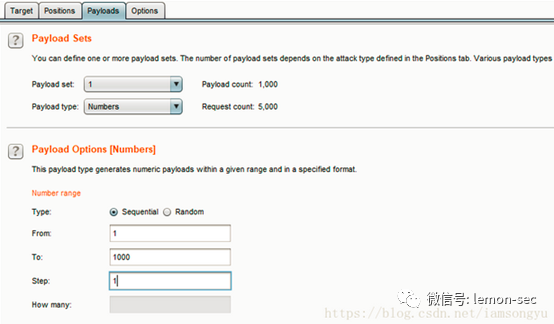 Target Positions Payloads Options
? Payload Sets
You can define one or more payload sets. The number of payload sets depends on the attack type defined in the Positions tab. Various payload types
Payload set: 1 Payload count: 1,000
Payload type: Numbers Request count: 5,000
? Payload Options [Numbers]
This payload type generates numeric payloads within a given range and in a specified format.
Number range
Type: Sequential Random
From: 1
To: 1000
Step: 1
How many:
微信号: lemon-sec
https://blog.csdn.net/iamsongyu